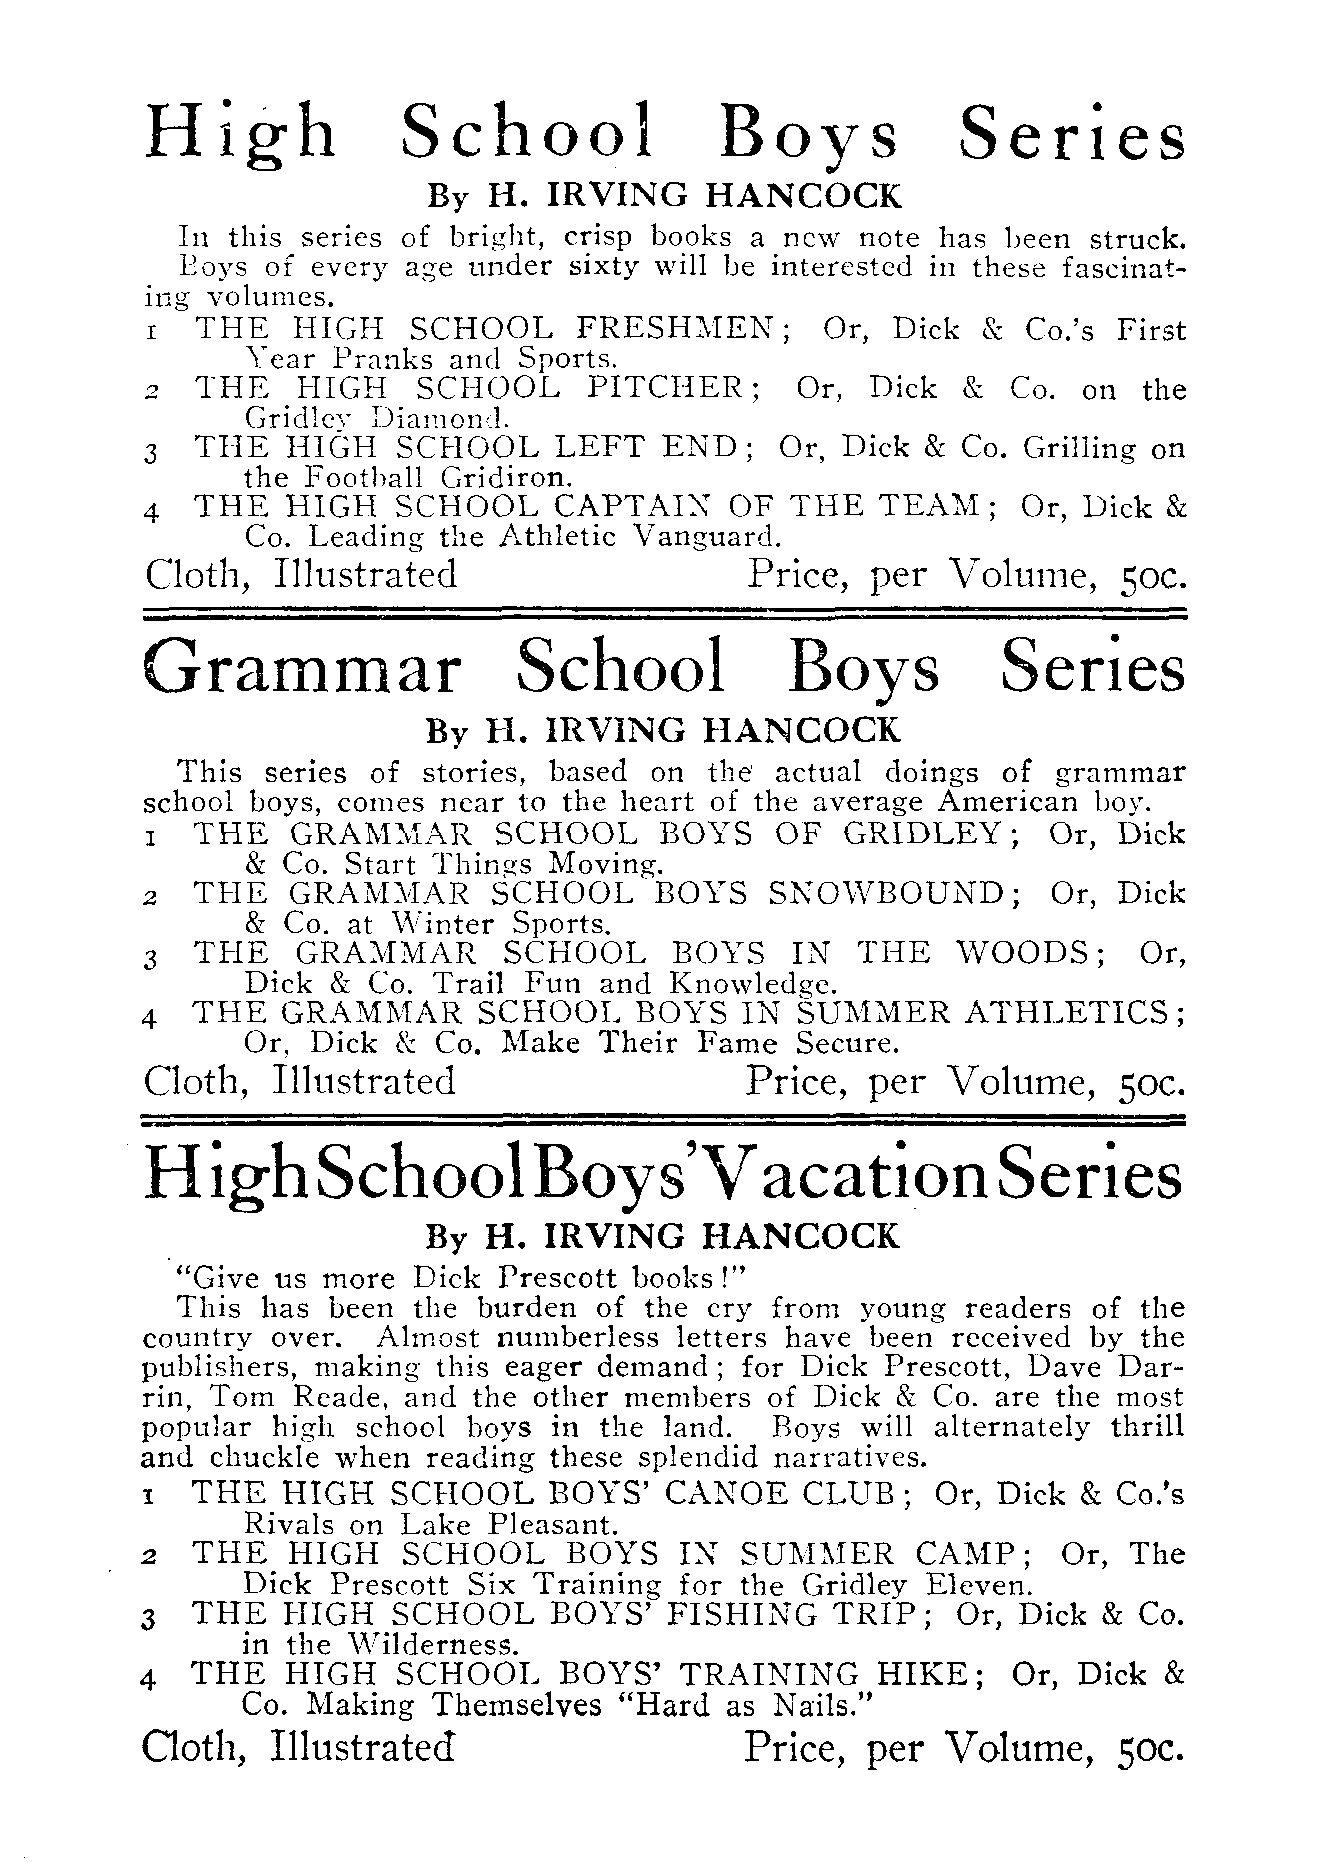 High School Boys Series
By H. IRVING HANCOCK
In this series of bright, crisp books a new note has been struck.
Boys of every age under sixty will be interested in these fascinat-
ing volumes.
1 THE HIGH SCHOOL FRESHMEN; Or, Dick & Co.'s First
Year Pranks and Sports.
2 THE HIGH SCHOOL PITCHER; Or, Dick & Co. on the
Gridley Diamond.
3 THE HIGH SCHOOL LEFT END; Or, Dick & Co. Grilling on
the Football Gridiron.
4 THE HIGH SCHOOL CAPTAIN OF THE TEAM; Or, Dick &
Co. Leading the Athletic Vanguard.
Cloth, Illustrated Price, per Volume, 50c.
Grammar School Boys Series
By H. IRVING HANCOCK
This series of stories, based on the actual doings of grammar
school boys, comes near to the heart of the average American boy.
1 THE GRAMMAR SCHOOL BOYS OF GRIDLEY; Or, Dick
& Co. Start Things Moving.
2 THE GRAMMAR SCHOOL BOYS SNOWBOUND; Or, Dick
& Co. at Winter Sports.
3 THE GRAMMAR SCHOOL BOYS IN THE WOODS; Or,
Dick & Co. Trail Fun and Knowledge.
4 THE GRAMMAR SCHOOL BOYS IN SUMMER ATHLETICS;
Or, Dick & Co. Make Their Fame Secure.
Cloth, Illustrated Price, per Volume, 50c.
High School Boys' Vacation Series
By H. IRVING HANCOCK
"Give us more Dick Prescott books!"
This has been the burden of the cry from young readers of the
country over. Almost numberless letters have been received by the
publishers, making this eager demand; for Dick Prescott, Dave Dar-
rin, Tom Reade, and the other members of Dick & Co. are the most
popular high school boys in the land. Boys will alternately thrill
and chuckle when reading these splendid narratives.
1 THE HIGH SCHOOL BOYS' CANOE CLUB; Or, Dick & Co.'s
Rivals on Lake Pleasant.
2 THE HIGH SCHOOL BOYS IN SUMMER CAMP; Or, The
Dick Prescott Six Training for the Gridley Eleven.
3 THE HIGH SCHOOL BOYS' FISHING TRIP; Or, Dick & Co.
in the Wilderness.
4 THE HIGH SCHOOL BOYS' TRAINING HIKE; Or, Dick &
Co. Making Themselves "Hard as Nails."
Cloth, Illustrated Price, per Volume, 50c.